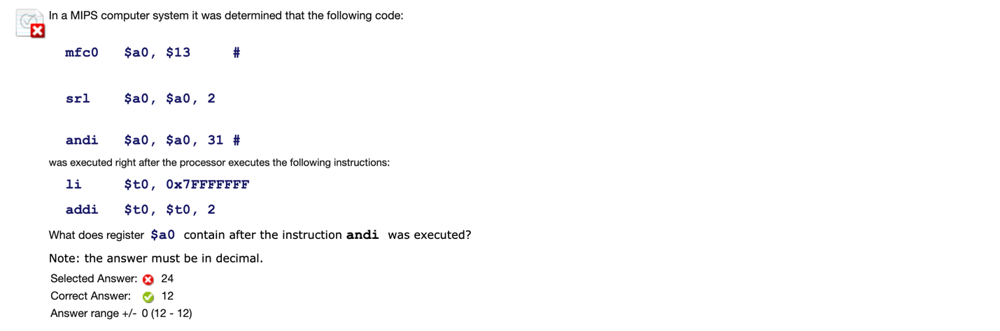 In a MIPS computer system it was determined that the following code:
mfc0 $a0, $13 #
srl $a0, $a0, 2
andi $a0, $a0, 31 #
was executed right after the processor executes the following instructions:
li $t0, 0x7FFFFFFF
addi $t0, $t0, 2
What does register $a0 contain after the instruction andi was executed?
Note: the answer must be in decimal.
Selected Answer: 24
Correct Answer: 12
Answer range +/- 0 (12 - 12)